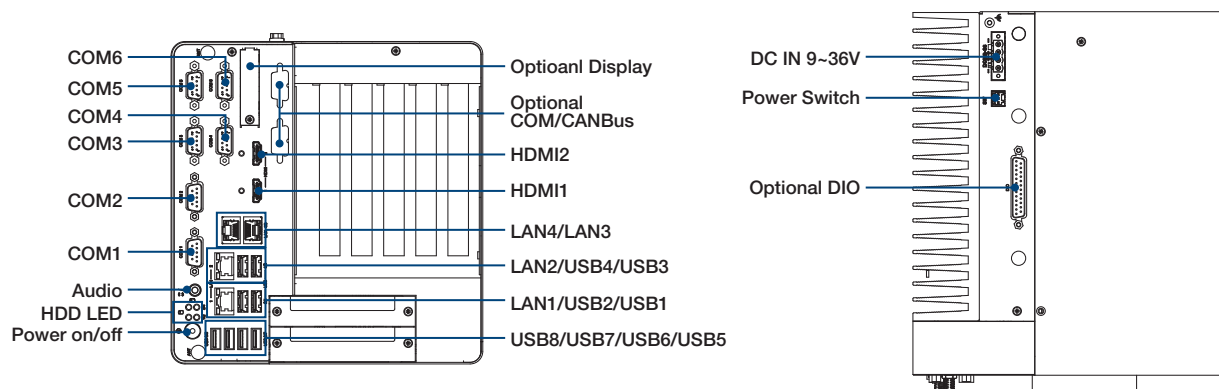 COM6
COM5
COM4
COM3
COM2
COM1
Audio
HDD LED
Power on/off
Optioanl Display
Optional
COM/CANBus
HDMI2
HDMI1
LAN4/LAN3
LAN2/USB4/USB3
LAN1/USB2/USB1
USB8/USB7/USB6/USB5
DC IN 9~36V
Power Switch
Optional DIO